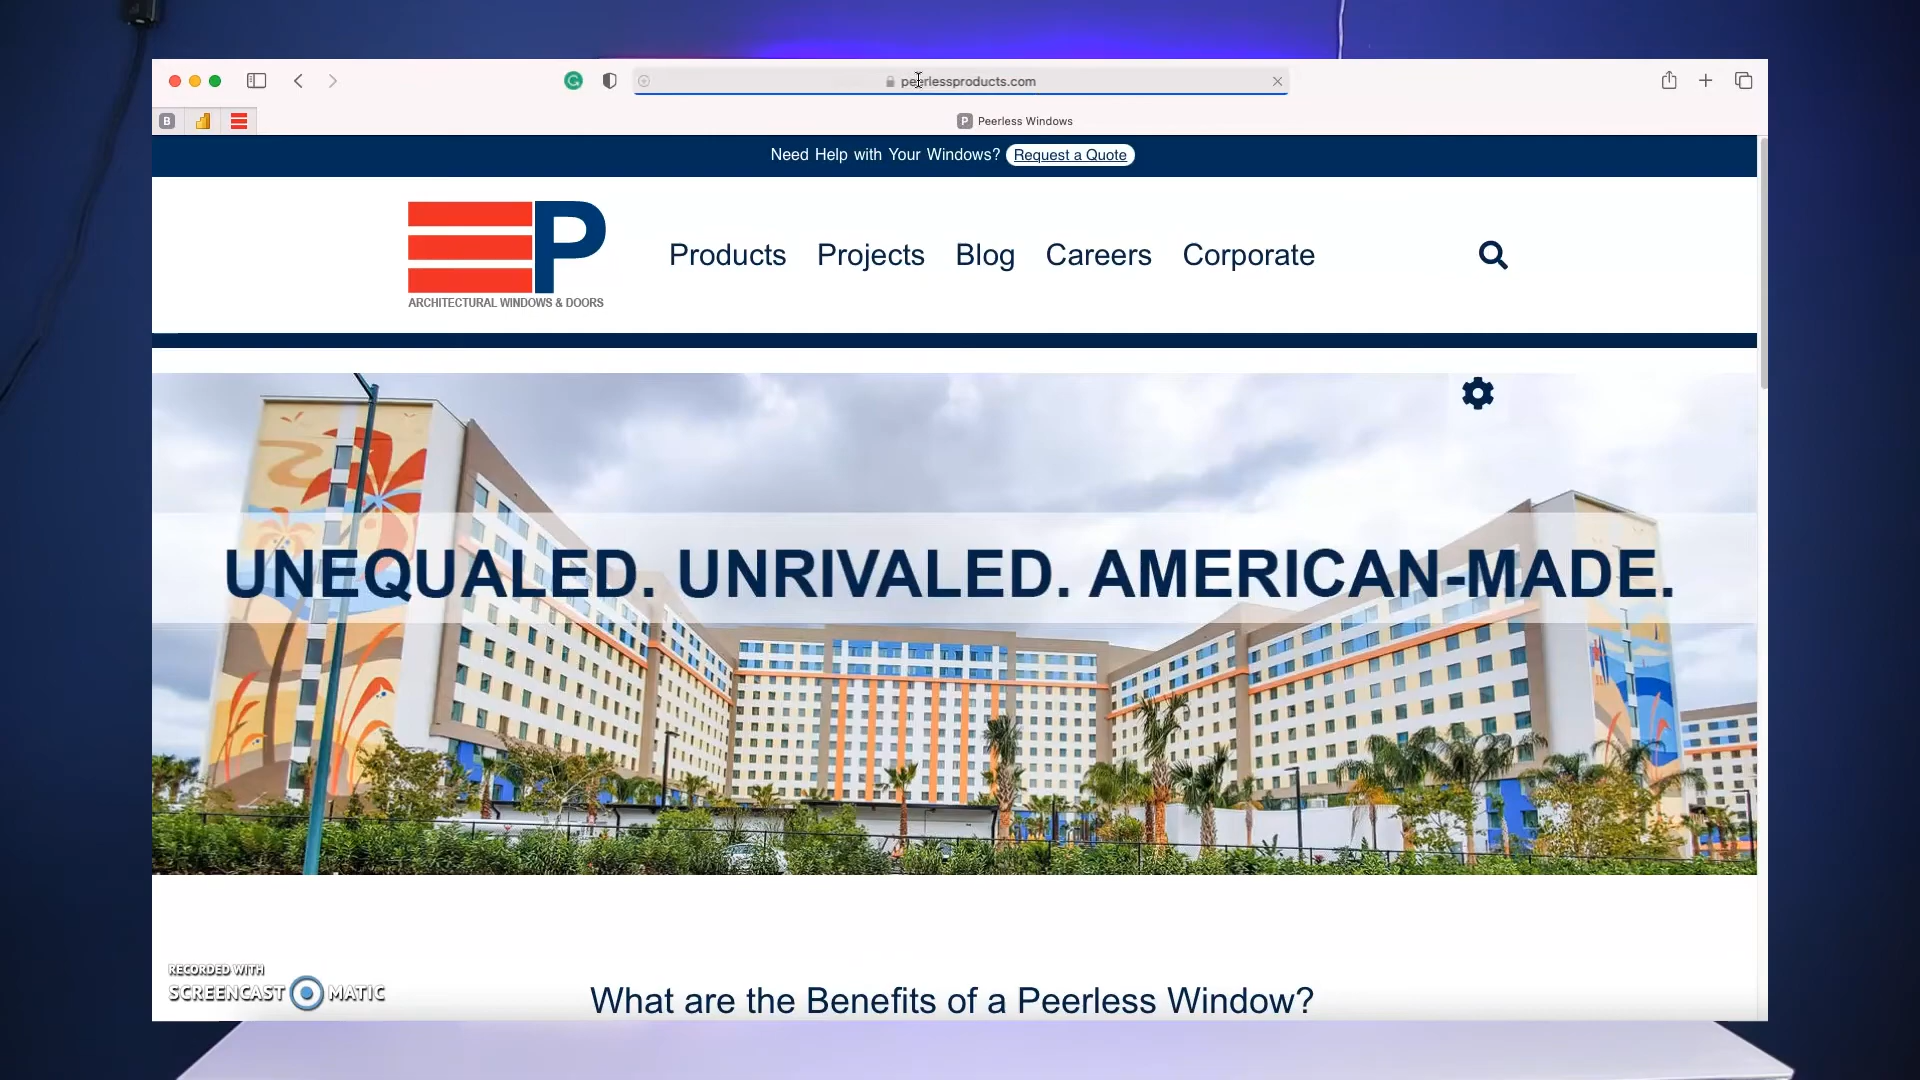 peerlessproducts.com
B
P Peerless Windows
Need Help with Your Windows? Request a Quote
P
ARCHITECTURAL WINDOWS & DOORS
Products Projects Blog Careers Corporate
UNEQUALED. UNRIVALED. AMERICAN-MADE.
What are the Benefits of a Peerless Window?
RECORDED WITH
SCREENCAST MATIC